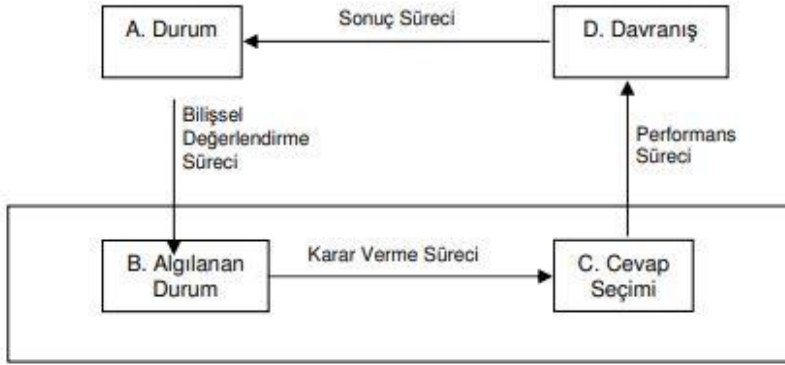 Sonuç Süreci
A. Durum
D. Davranış
Bilişsel
Değerlendirme
Süreci
Performans
Süreci
B. Algılanan
Durum
Karar Verme Süreci
C. Cevap
Seçimi